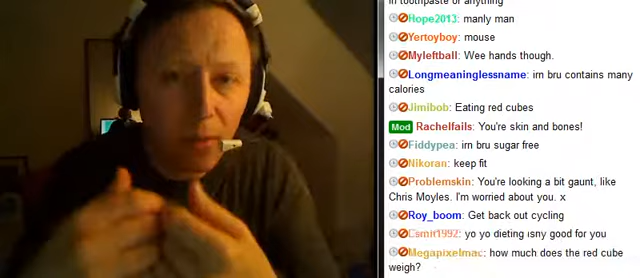 in toothpaste or anything
Hope2013: manly man
Yertoyboy: mouse
Myleftball: Wee hands though.
Longmeaninglessname: irn bru contains many
calories
Jimibob: Eating red cubes
Mod Rachelfails: You're skin and bones!
Fiddypea: irn bru sugar free
Nikoran: keep fit
Problemskin: You're looking a bit gaunt, like
Chris Moyles. I'm worried about you. x
Roy_boom: Get back out cycling
Esmit1992: yo yo dieting isny good for you
Megapixelmac: how much does the red cube
weigh?